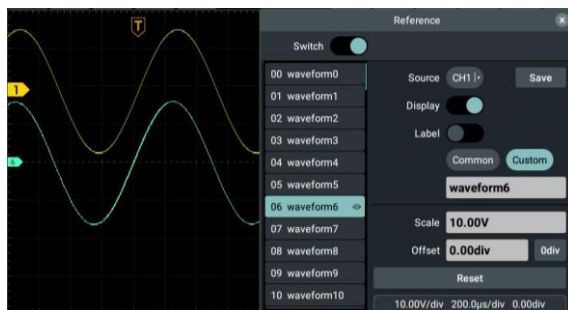 T
Reference
Switch
1
6
00 waveform0
01 waveform1
02 waveform2
03 waveform3
04 waveform4
05 waveform5
06 waveform6
07 waveform7
08 waveform8
09 waveform9
10 waveform10
Source CH1 Save
Display
Label
Common Custom
waveform6
Scale 10.00V
Offset 0.00div 0div
Reset
10.00V/div 200.0μs/div 0.00div